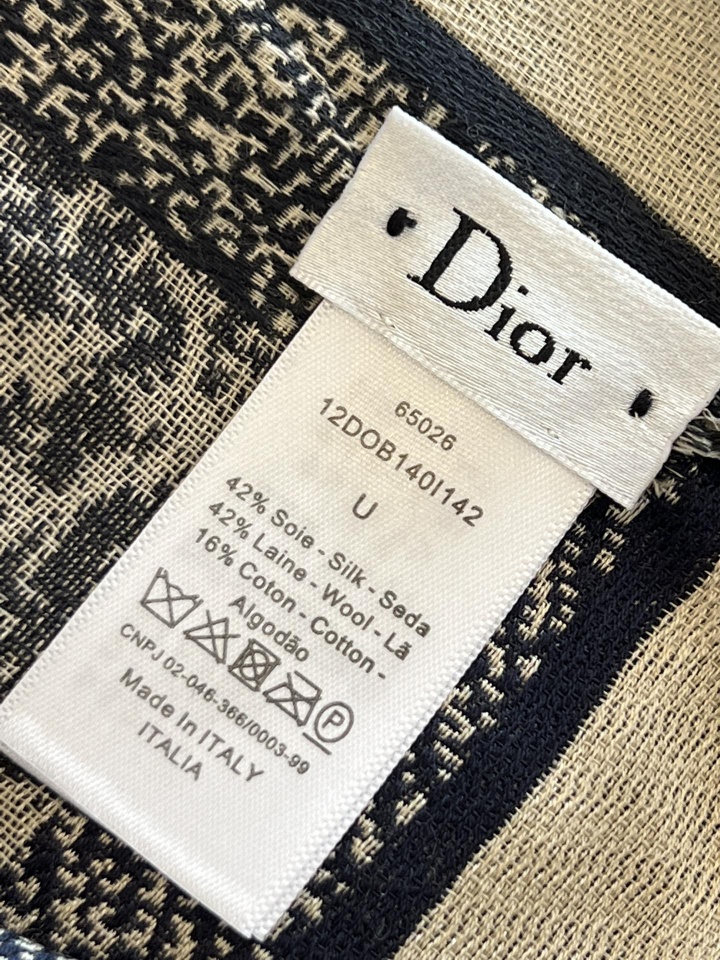 Dior
65026
12DOB140I142
U
42% Soie - Silk - Seda
42% Laine - Wool - Lã
16% Coton - Cotton -
Algodão
P
CNPJ 02-046-366/0003-99
Made In ITALY
ITALIA